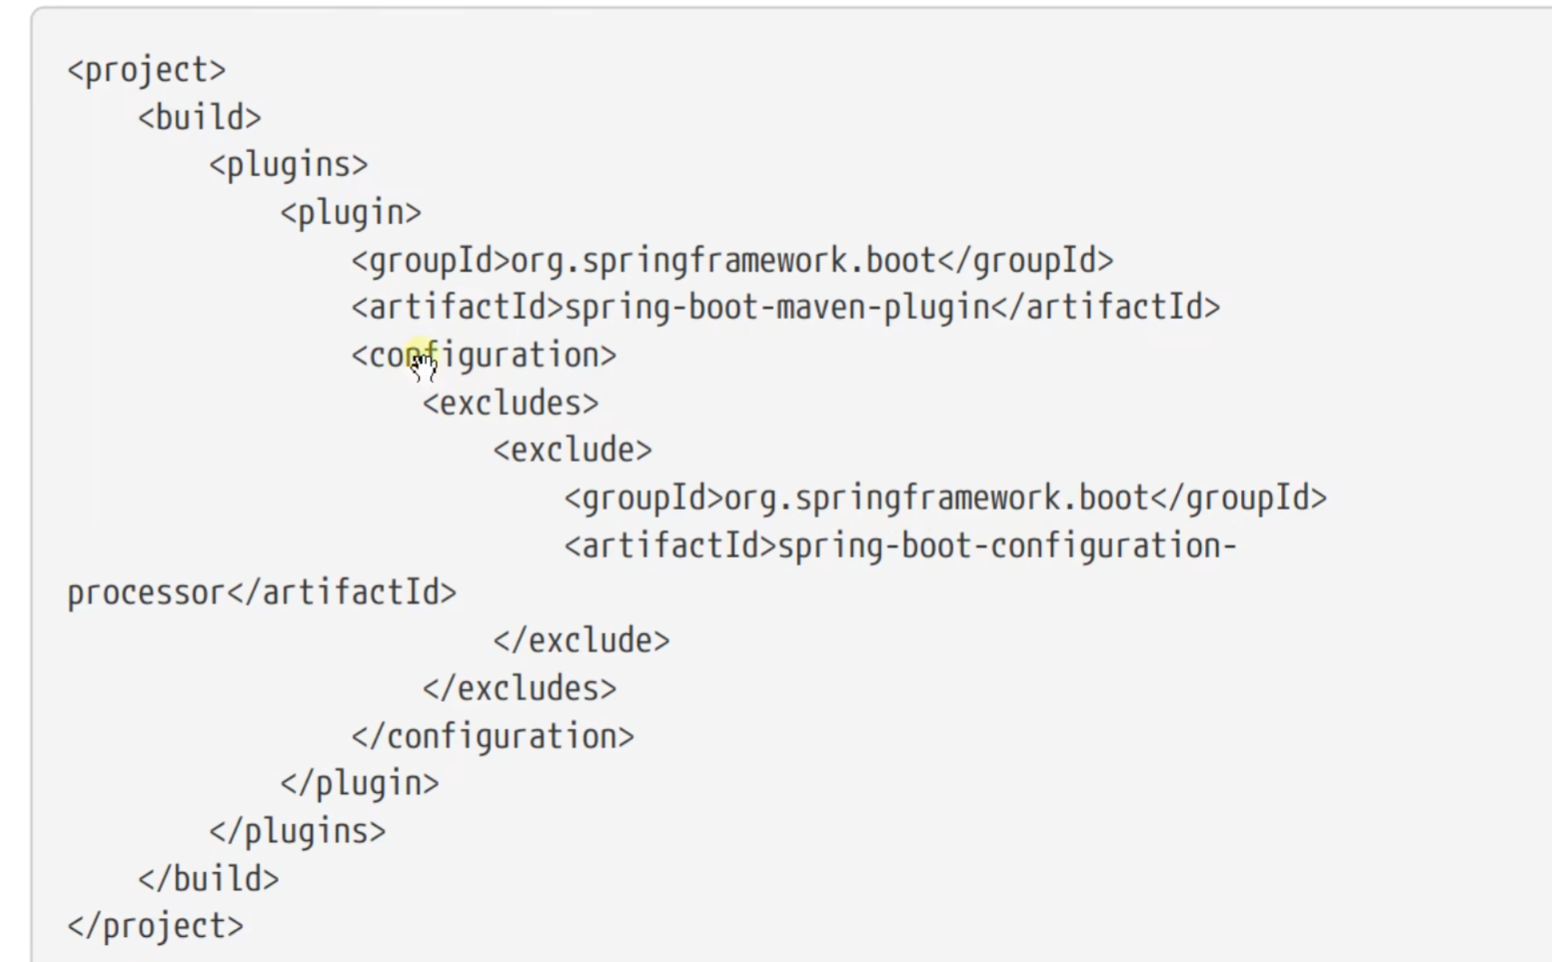 <project>
    <build>
        <plugins>
            <plugin>
                <groupId>org.springframework.boot</groupId>
                <artifactId>spring-boot-maven-plugin</artifactId>
                <configuration>
                    <excludes>
                        <exclude>
                            <groupId>org.springframework.boot</groupId>
                            <artifactId>spring-boot-configuration-
processor</artifactId>
                        </exclude>
                    </excludes>
                </configuration>
            </plugin>
        </plugins>
    </build>
</project>